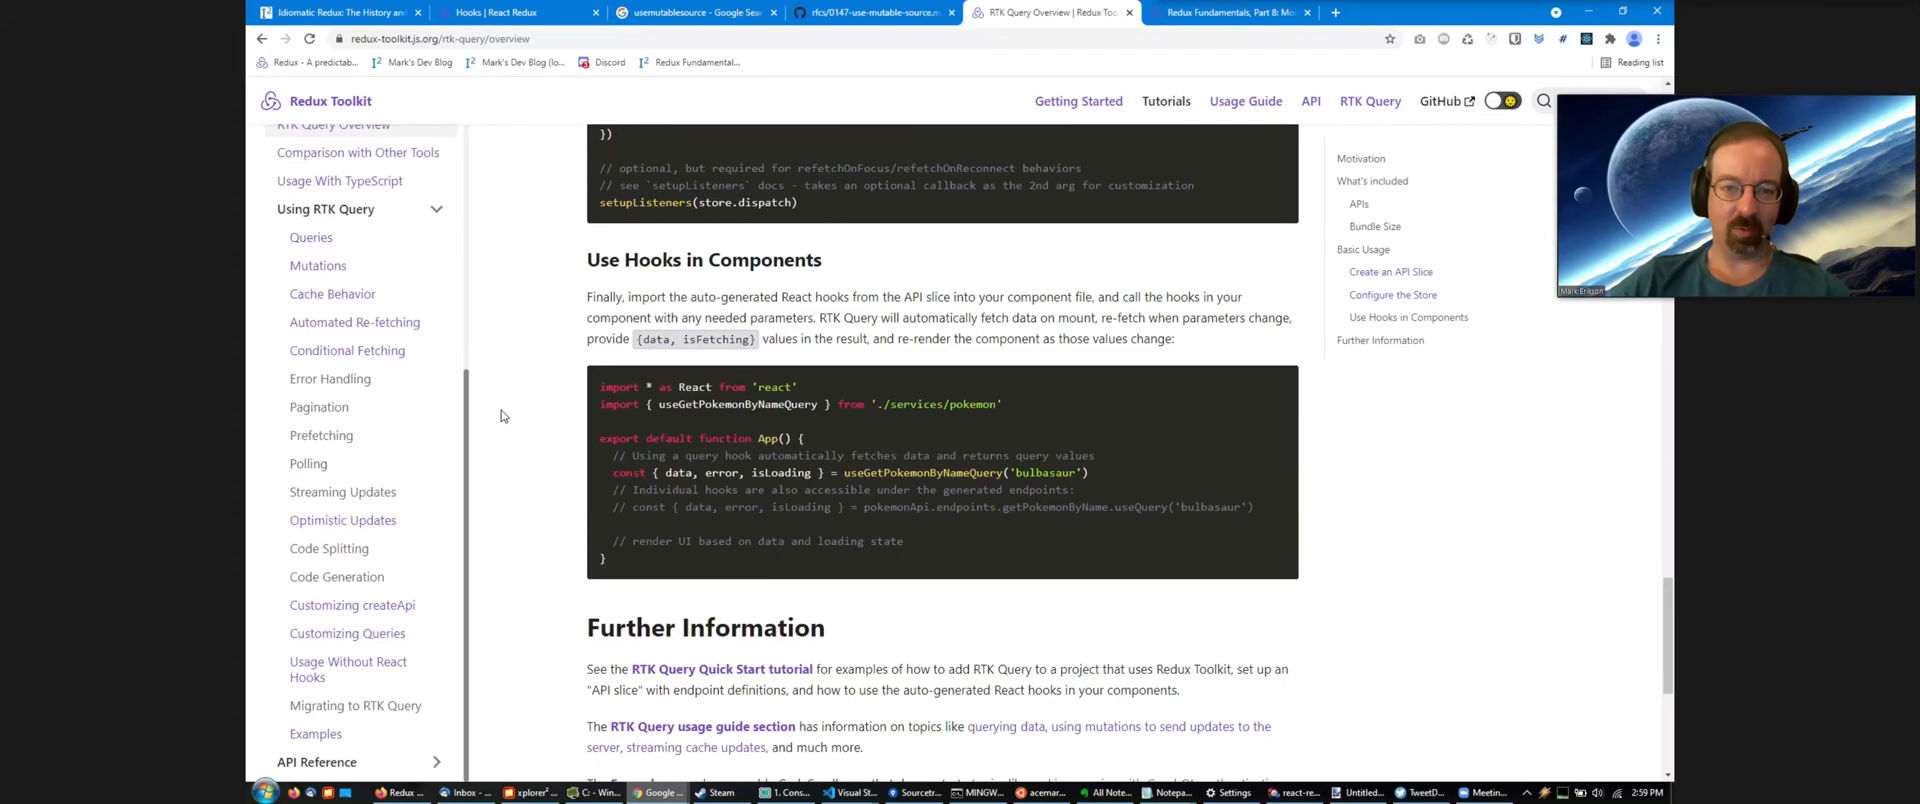 Idiomatic Redux: The History and
Hooks | React Redux
usemutablesource - Google Sear
rfcs/0147-use-mutable-source.m
RTK Query Overview | Redux Too
Redux Fundamentals, Part 8: Mo
redux-toolkit.js.org/rtk-query/overview
Redux - A predictab...
Mark's Dev Blog
Mark's Dev Blog (lo...
Discord
Redux Fundamental...
Reading list
Redux Toolkit
Getting Started
Tutorials
Usage Guide
API
RTK Query
GitHub
RTK Query Overview
Comparison with Other Tools
Usage With TypeScript
Using RTK Query
Queries
Mutations
Cache Behavior
Automated Re-fetching
Conditional Fetching
Error Handling
Pagination
Prefetching
Polling
Streaming Updates
Optimistic Updates
Code Splitting
Code Generation
Customizing createApi
Customizing Queries
Usage Without React
Hooks
Migrating to RTK Query
Examples
API Reference
})
// optional, but required for refetchOnFocus/refetchOnReconnect behaviors
// see `setupListeners` docs - takes an optional callback as the 2nd arg for customization
setupListeners(store.dispatch)
Use Hooks in Components
Finally, import the auto-generated React hooks from the API slice into your component file, and call the hooks in your
component with any needed parameters. RTK Query will automatically fetch data on mount, re-fetch when parameters change,
provide {data, isFetching} values in the result, and re-render the component as those values change:
import * as React from 'react'
import { useGetPokemonByNameQuery } from './services/pokemon'
export default function App() {
// Using a query hook automatically fetches data and returns query values
const { data, error, isLoading } = useGetPokemonByNameQuery('bulbasaur')
// Individual hooks are also accessible under the generated endpoints:
// const { data, error, isLoading } = pokemonApi.endpoints.getPokemonByName.useQuery('bulbasaur')
// render UI based on data and loading state
}
Further Information
See the RTK Query Quick Start tutorial for examples of how to add RTK Query to a project that uses Redux Toolkit, set up an
"API slice" with endpoint definitions, and how to use the auto-generated React hooks in your components.
The RTK Query usage guide section has information on topics like querying data, using mutations to send updates to the
server, streaming cache updates, and much more.
Motivation
What's included
APIs
Bundle Size
Basic Usage
Create an API Slice
Configure the Store
Use Hooks in Components
Further Information
Mark Erikson
Redux ...
Inbox - ...
xplorer² ...
C: - Win...
Google ...
Steam
1. Cons...
Visual St...
Sourcetr...
MINGW...
acemar...
All Note...
Notepa...
Settings
react-re...
Untitled...
TweetD...
Meetin...
2:59 PM